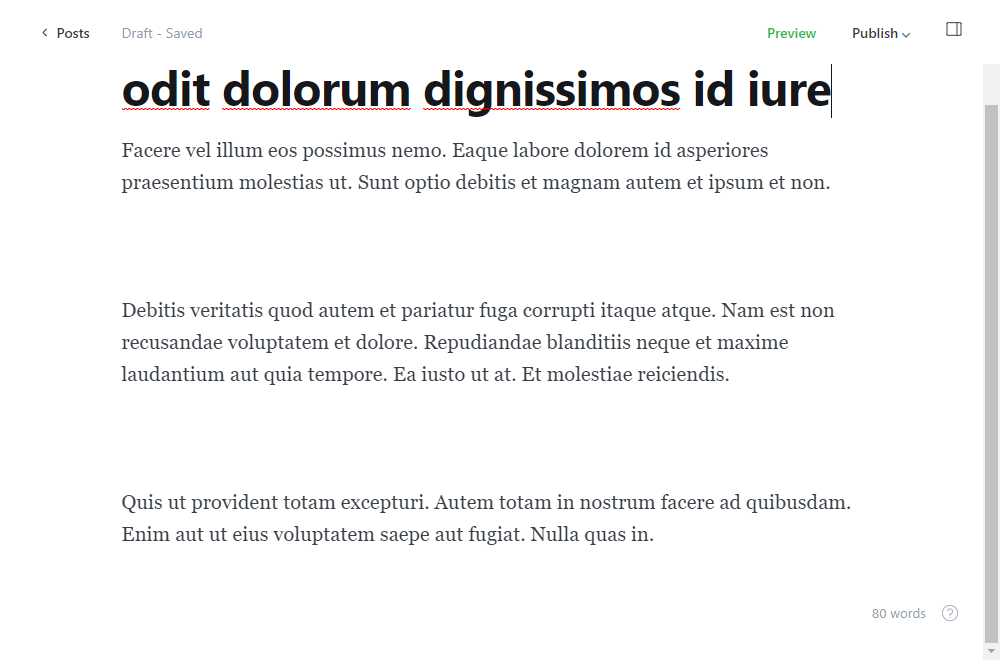 Posts Draft - Saved Preview Publish
odit dolorum dignissimos id iure
Facere vel illum eos possimus nemo. Eaque labore dolorem id asperiores
praesentium molestias ut. Sunt optio debitis et magnam autem et ipsum et non.
Debitis veritatis quod autem et pariatur fuga corrupti itaque atque. Nam est non
recusandae voluptatem et dolore. Repudiandae blanditiis neque et maxime
laudantium aut quia tempore. Ea iusto ut at. Et molestiae reiciendis.
Quis ut provident totam excepturi. Autem totam in nostrum facere ad quibusdam.
Enim aut ut eius voluptatem saepe aut fugiat. Nulla quas in.
80 words ?